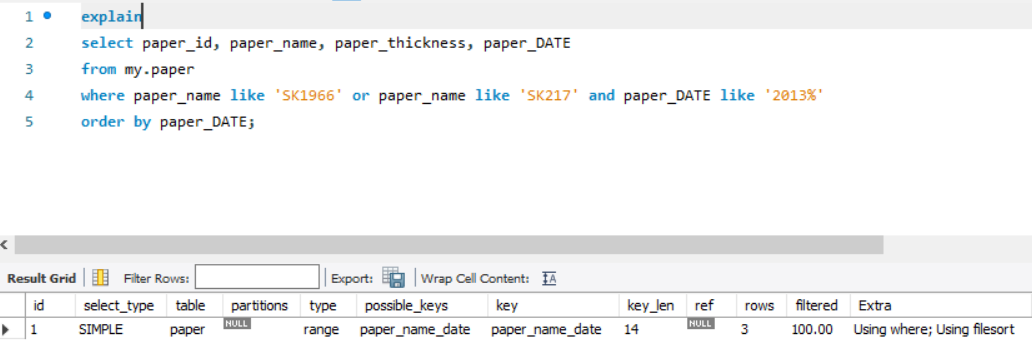 1 explain
2 select paper_id, paper_name, paper_thickness, paper_DATE
3 from my.paper
4 where paper_name like 'SK1966' or paper_name like 'SK217' and paper_DATE like '2013%'
5 order by paper_DATE;
Result Grid Filter Rows: Export: Wrap Cell Content: IA
id select_type table partitions type possible_keys key key_len ref rows filtered Extra
1 SIMPLE paper NULL range paper_name_date paper_name_date 14 NULL 3 100.00 Using where; Using filesort